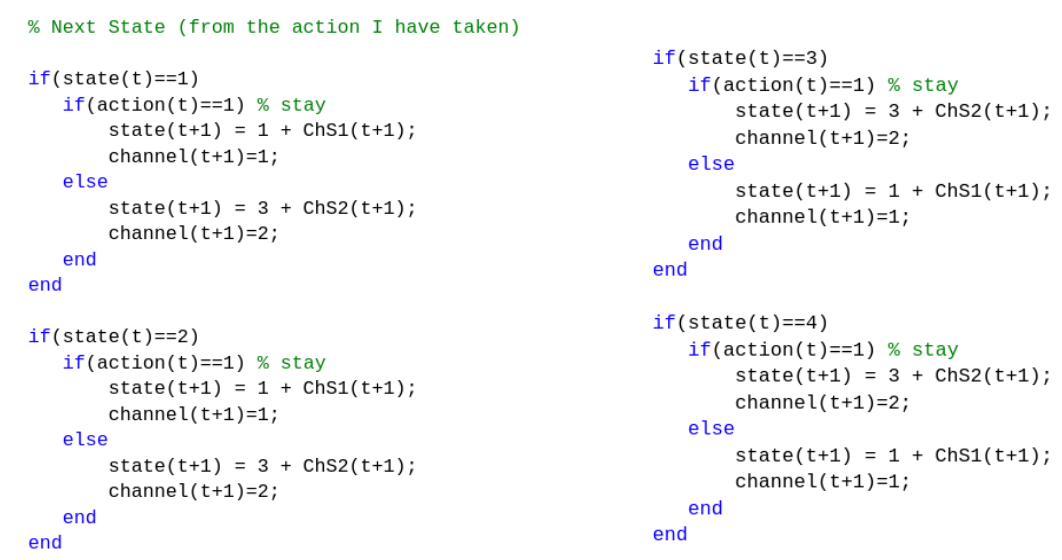 % Next State (from the action I have taken)
if(state(t)==1)
if(action(t)==1) % stay
state(t+1) = 1 + ChS1(t+1);
channel(t+1)=1;
else
state(t+1) = 3 + ChS2(t+1);
channel(t+1)=2;
end
end
if(state(t)==2)
if(action(t)==1) % stay
state(t+1) = 1 + ChS1(t+1);
channel(t+1)=1;
else
state(t+1) = 3 + ChS2(t+1);
channel(t+1)=2;
end
end
if(state(t)==3)
if(action(t)==1) % stay
state(t+1) = 3 + ChS2(t+1);
channel(t+1)=2;
else
state(t+1) = 1 + ChS1(t+1);
channel(t+1)=1;
end
end
if(state(t)==4)
if(action(t)==1) % stay
state(t+1) = 3 + ChS2(t+1);
channel(t+1)=2;
else
state(t+1) = 1 + ChS1(t+1);
channel(t+1)=1;
end
end